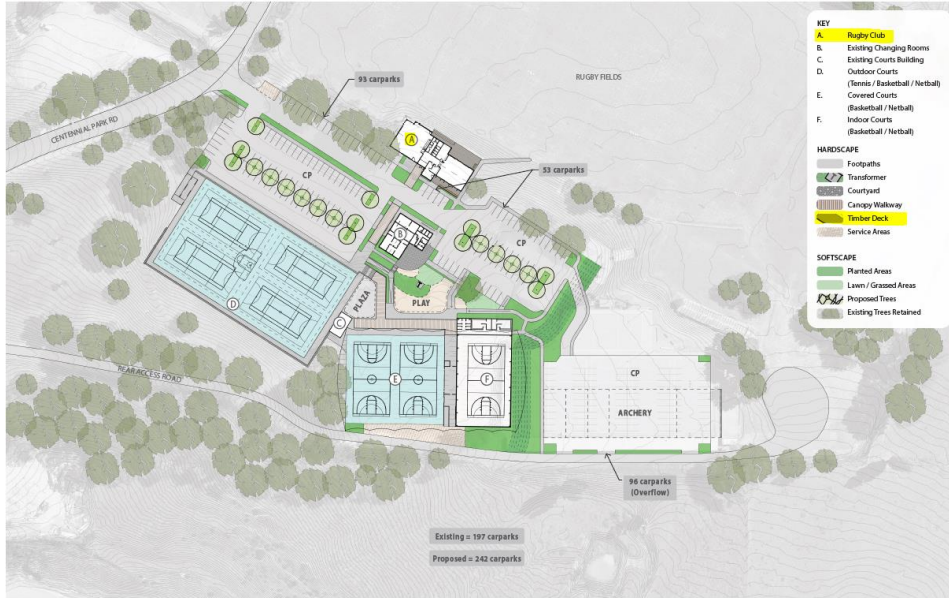 KEY
A. Rugby Club
B. Existing Changing Rooms
C. Existing Courts Building
D. Outdoor Courts
(Tennis / Basketball / Netball)
E. Covered Courts
(Basketball / Netball)
F. Indoor Courts
(Basketball / Netball)
HARDSCAPE
Footpaths
Transformer
Courtyard
Canopy Walkway
Timber Deck
Service Areas
SOFTSCAPE
Planted Areas
Lawn / Grassed Areas
Proposed Trees
Existing Trees Retained
RUGBY FIELDS
93 carparks
CENTENNIAL PARK RD
A
53 carparks
CP
B
CP
D
PLAZA
PLAY
C
REAR ACCESS ROAD
E
F
CP
ARCHERY
96 carparks
(Overflow)
Existing = 197 carparks
Proposed = 242 carparks